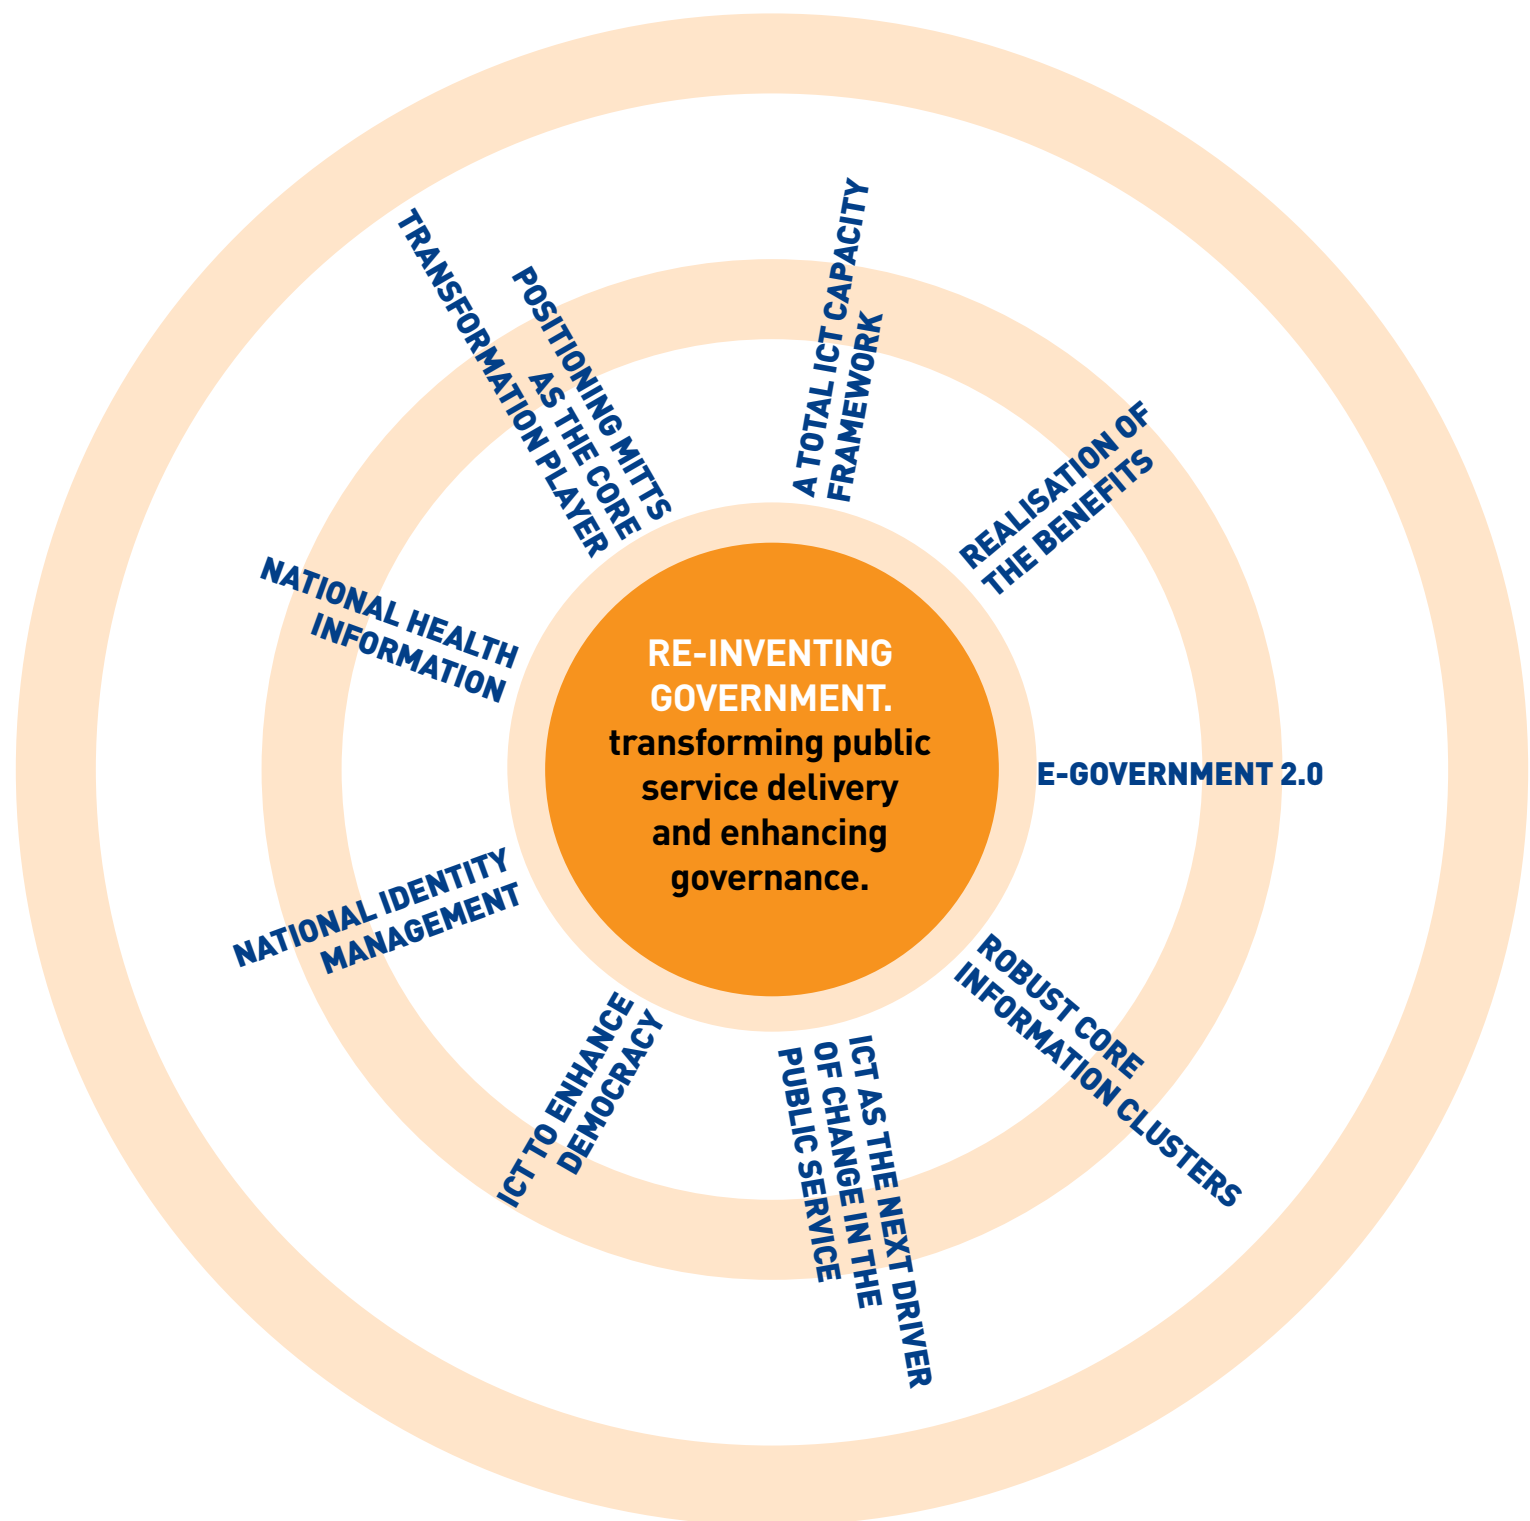 RE-INVENTING
GOVERNMENT.
transforming public
service delivery
and enhancing
governance.
A TOTAL ICT CAPACITY
FRAMEWORK
REALISATION OF
THE BENEFITS
E-GOVERNMENT 2.0
ROBUST CORE
INFORMATION CLUSTERS
ICT AS THE NEXT DRIVER
OF CHANGE IN THE
PUBLIC SERVICE
ICT TO ENHANCE
DEMOCRACY
NATIONAL IDENTITY
MANAGEMENT
NATIONAL HEALTH
INFORMATION
POSITIONING MITTS
AS THE CORE
TRANSFORMATION PLAYER